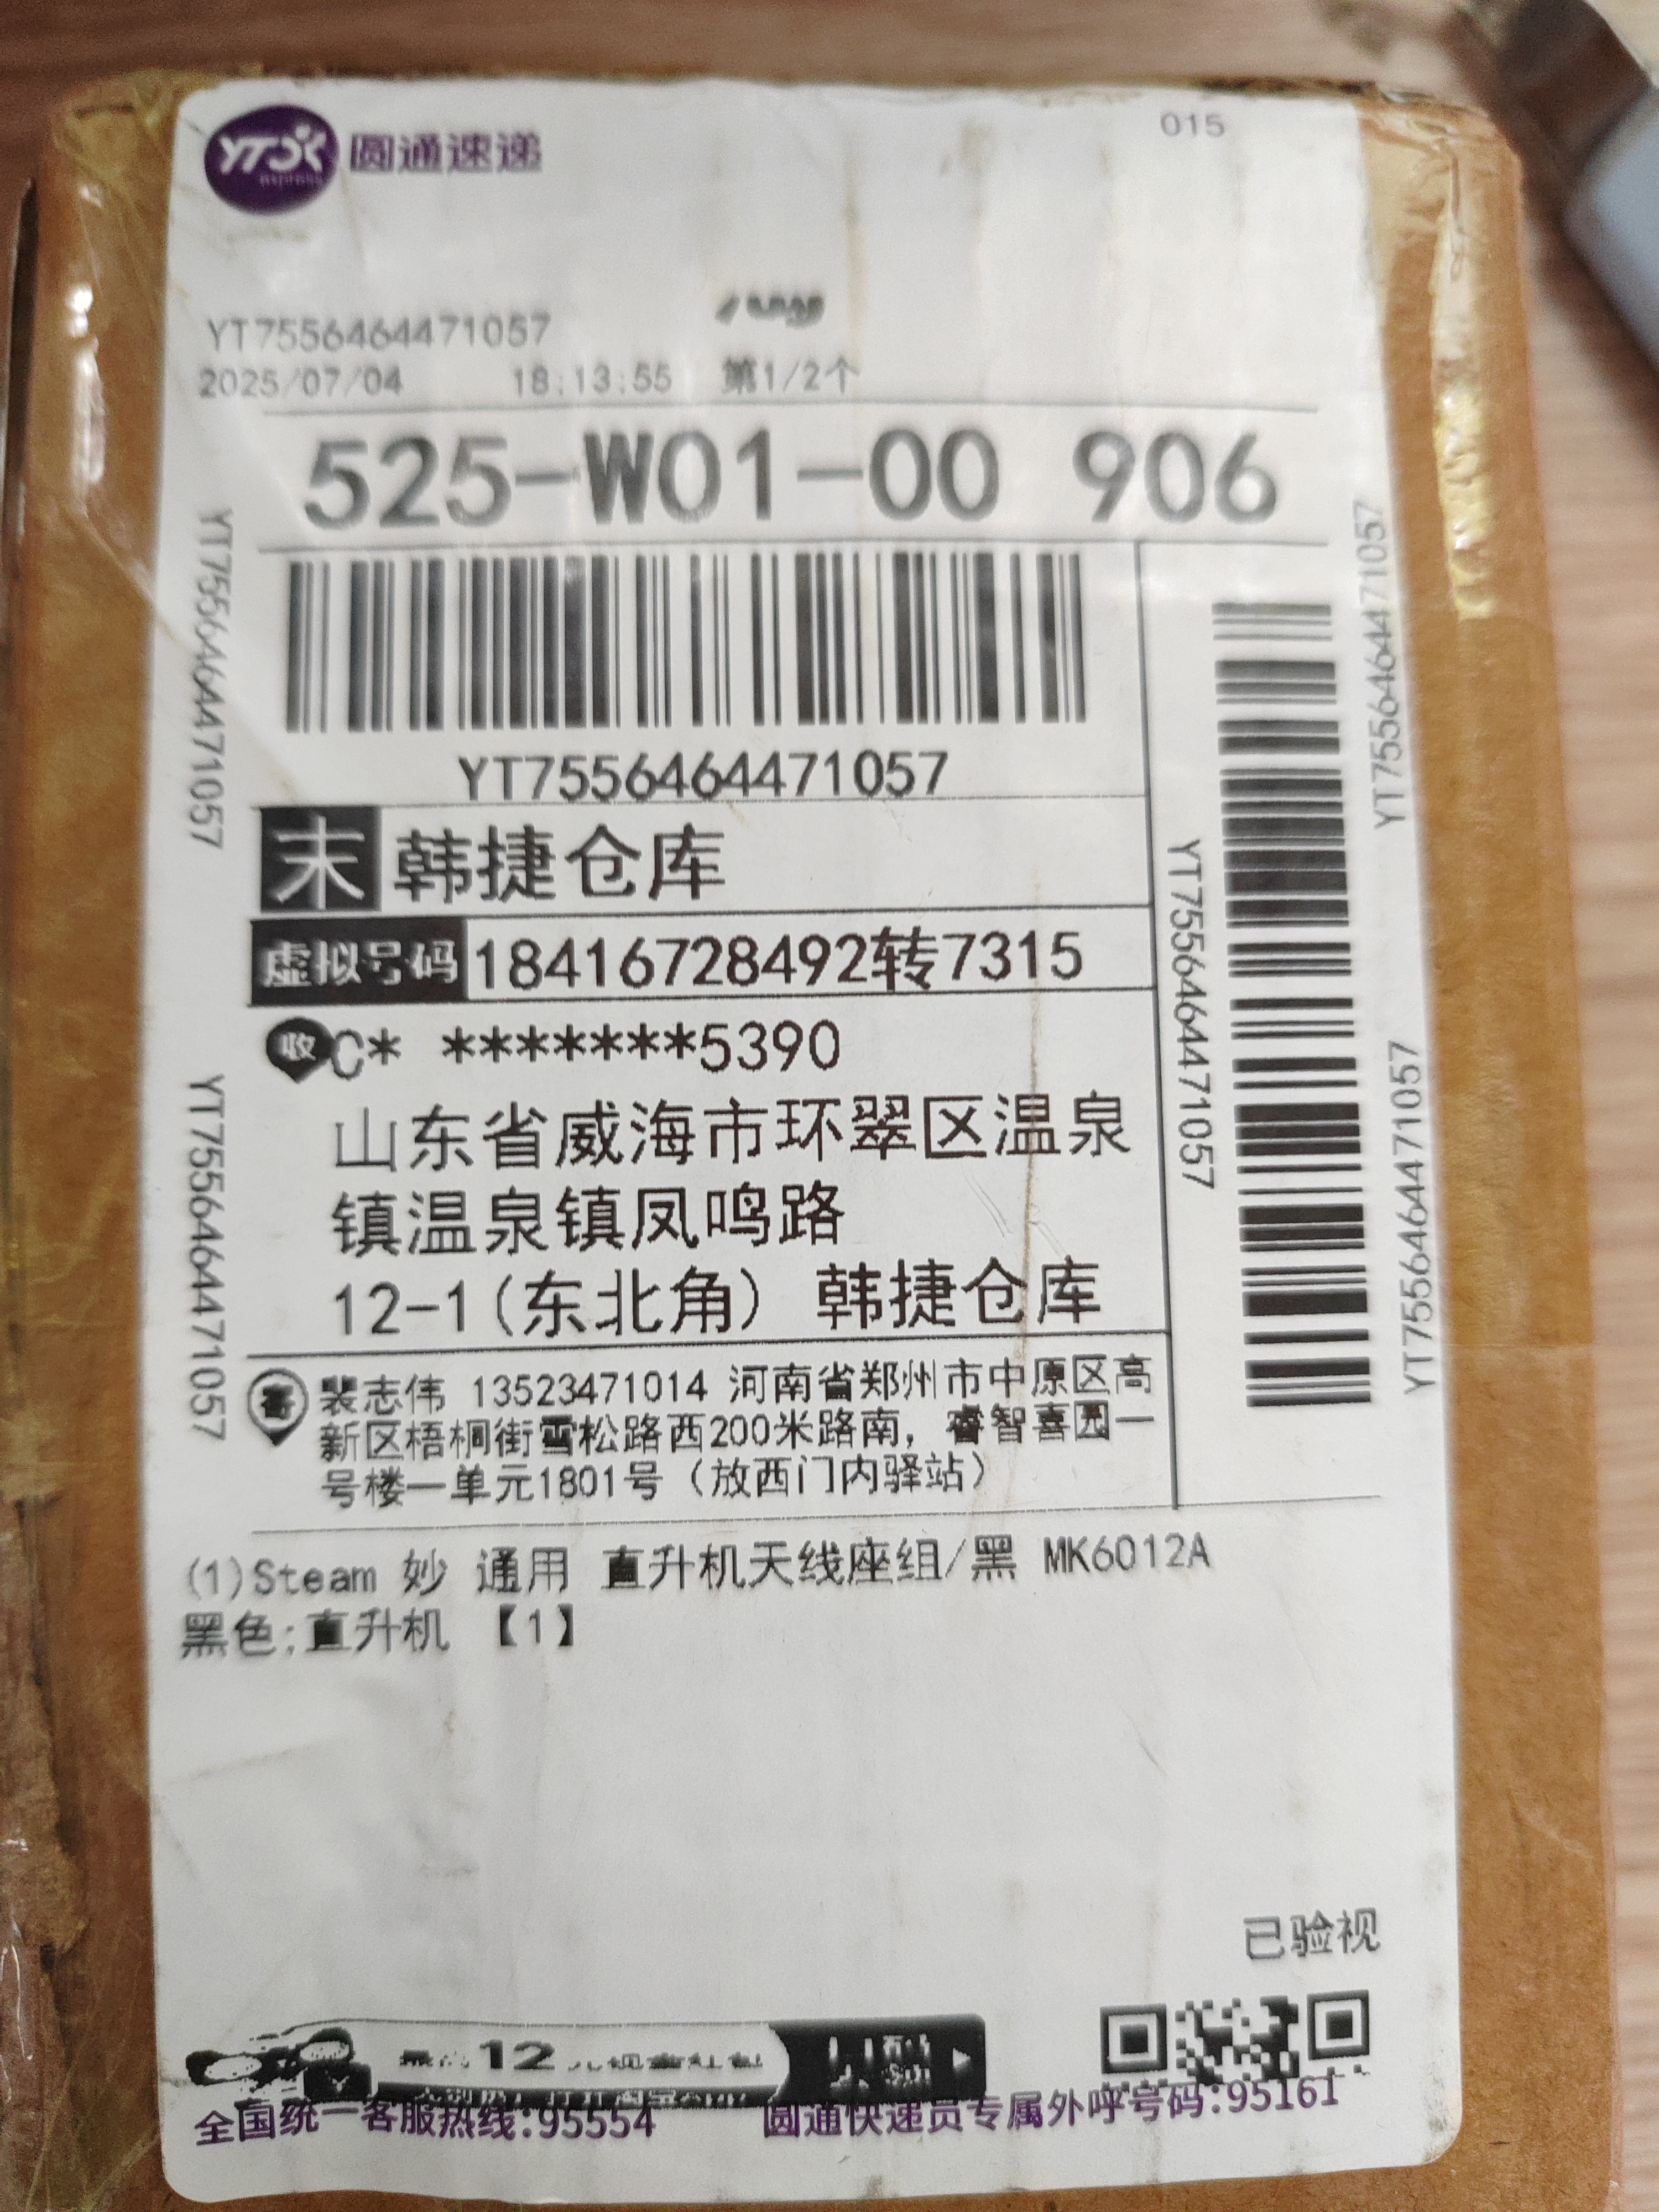 YTO express 圆通速递
015
YT7556464471057
2025/07/04 18:13:55 第1/2个
525-W01-00 906
YT7556464471057
末 韩捷仓库
虚拟号码 18416728492转7315
收 C* *******5390
山东省威海市环翠区温泉
镇温泉镇凤鸣路
12-1(东北角) 韩捷仓库
寄 裴志伟 13523471014 河南省郑州市中原区高
新区梧桐街雪松路西200米路南，睿智喜园一
号楼一单元1801号（放西门内驿站）
YT7556464471057
YT7556464471057
YT7556464471057
YT7556464471057
YT7556464471057
(1)Steam 妙 通用 直升机天线座组/黑 MK6012A
黑色;直升机 【1】
已验视
12
全国统一客服热线:95554 圆通快递员专属外呼号码:95161